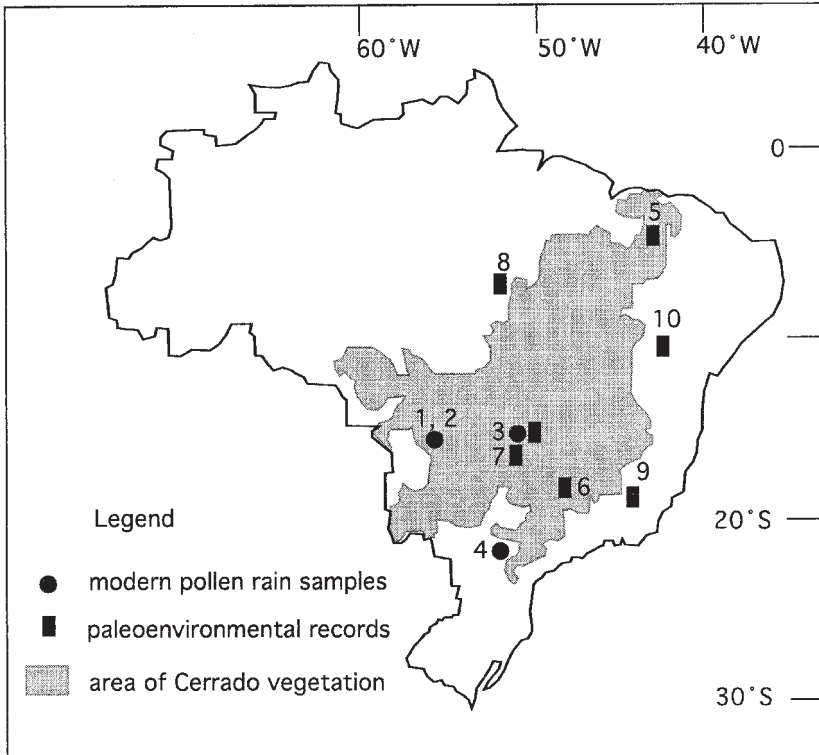 60°W
50°W
40°W
0
5
8
10
1, 2
3
7
9
6
20°S
4
30°S
Legend
modern pollen rain samples
paleoenvironmental records
area of Cerrado vegetation